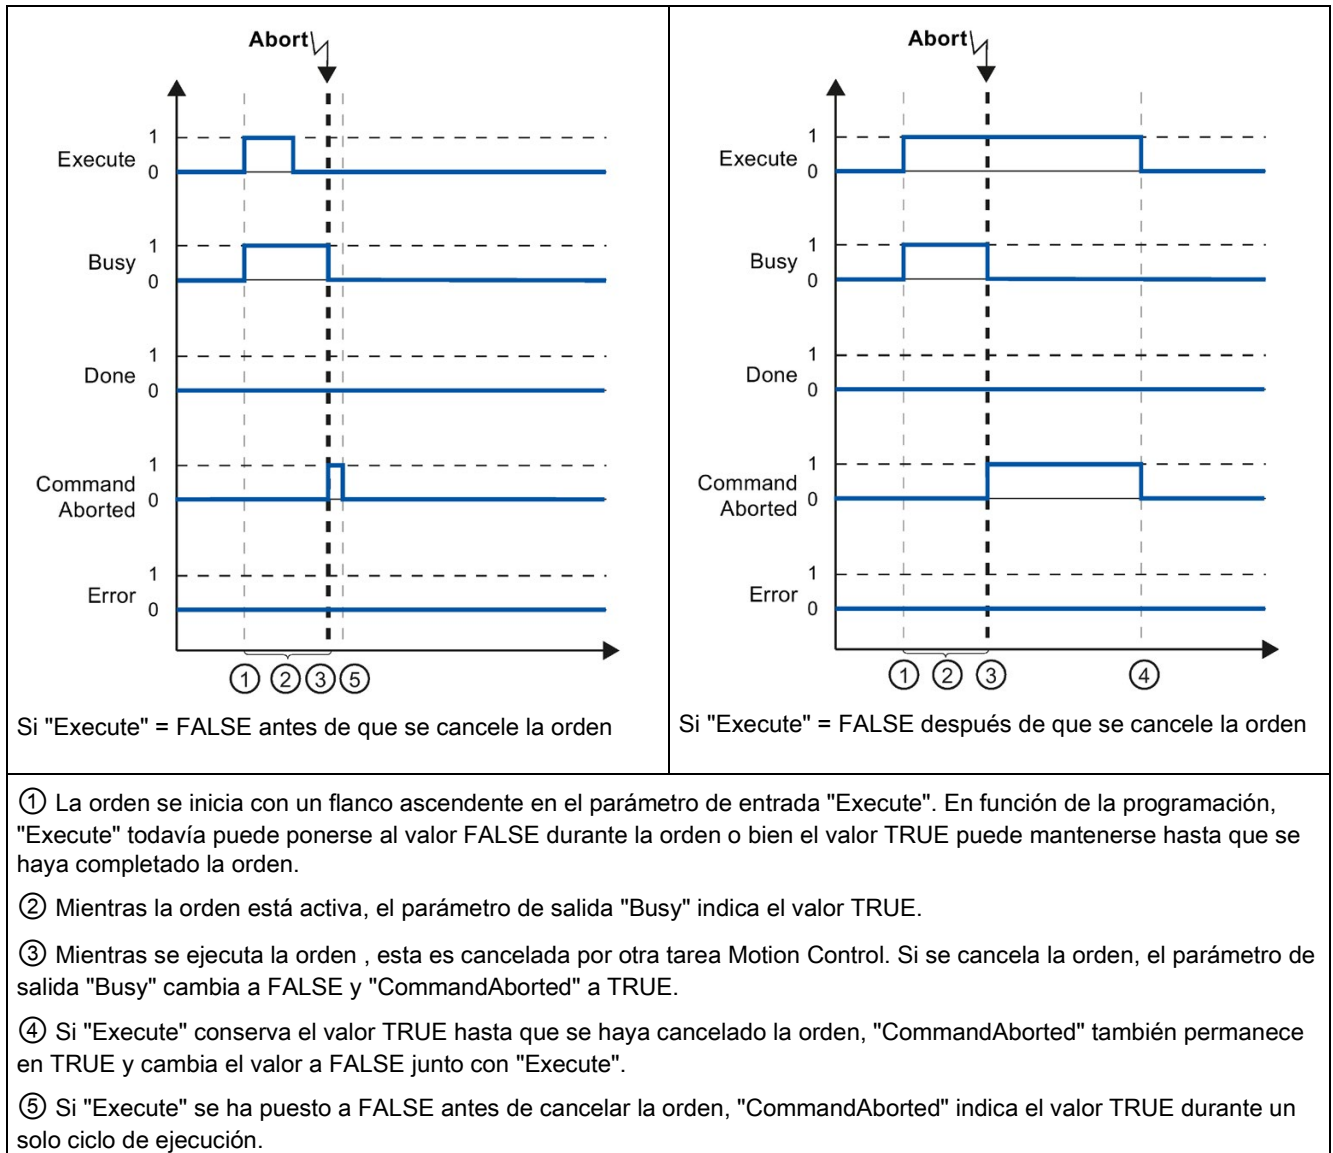 Abort
1
Execute
0
1
Busy
0
1
Done
0
1
Command
Aborted
0
1
Error
0
① ② ③ ⑤
Si "Execute" = FALSE antes de que se cancele la orden
Abort
1
Execute
0
1
Busy
0
1
Done
0
1
Command
Aborted
0
1
Error
0
① ② ③ ④
Si "Execute" = FALSE después de que se cancele la orden
① La orden se inicia con un flanco ascendente en el parámetro de entrada "Execute". En función de la programación,
"Execute" todavía puede ponerse al valor FALSE durante la orden o bien el valor TRUE puede mantenerse hasta que se
haya completado la orden.
② Mientras la orden está activa, el parámetro de salida "Busy" indica el valor TRUE.
③ Mientras se ejecuta la orden , esta es cancelada por otra tarea Motion Control. Si se cancela la orden, el parámetro de
salida "Busy" cambia a FALSE y "CommandAborted" a TRUE.
④ Si "Execute" conserva el valor TRUE hasta que se haya cancelado la orden, "CommandAborted" también permanece
en TRUE y cambia el valor a FALSE junto con "Execute".
⑤ Si "Execute" se ha puesto a FALSE antes de cancelar la orden, "CommandAborted" indica el valor TRUE durante un
solo ciclo de ejecución.